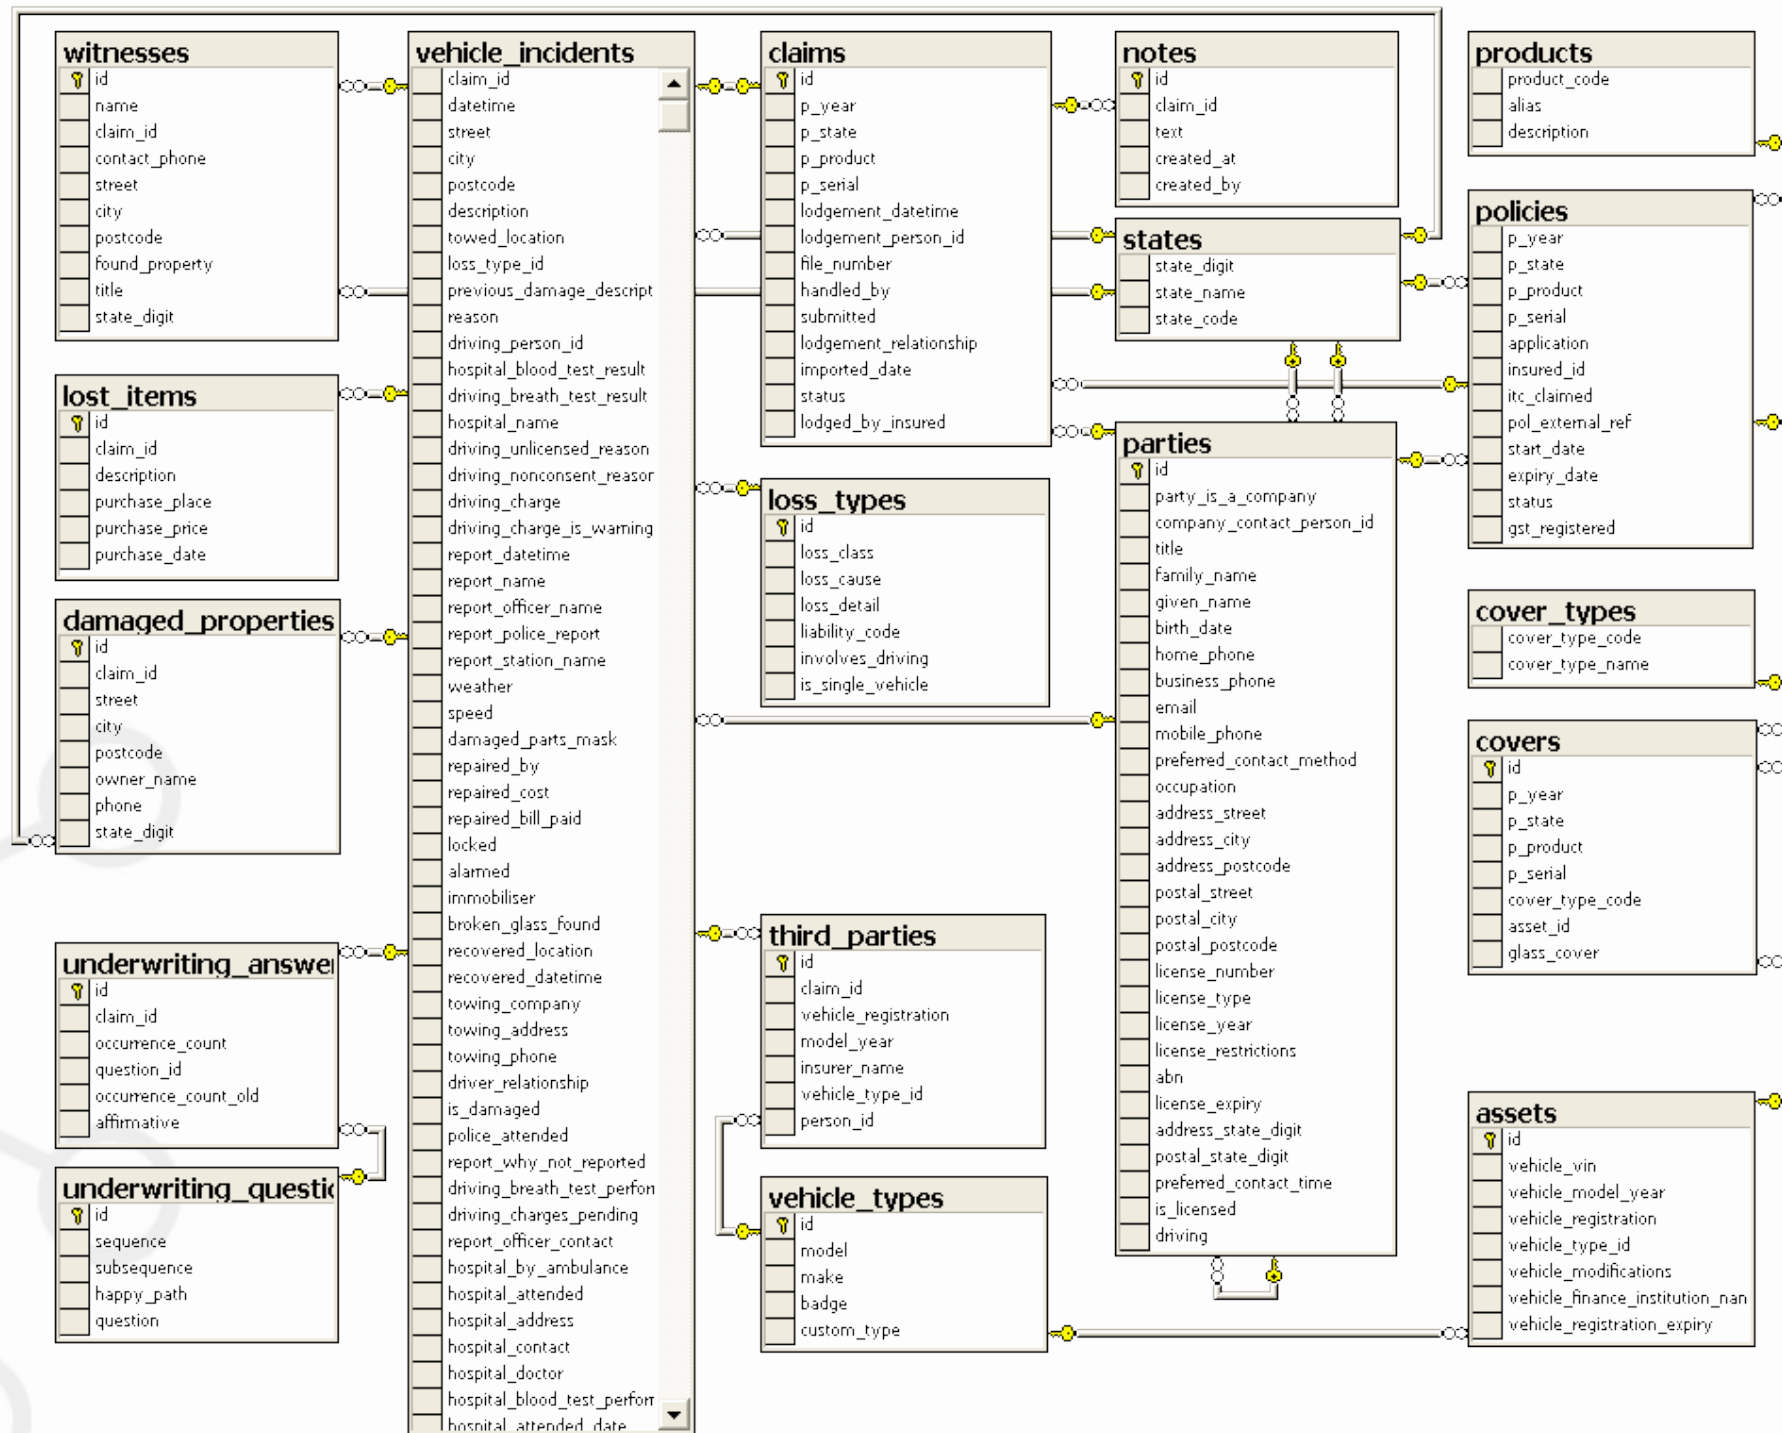 witnesses
id
name
claim_id
contact_phone
street
city
postcode
found_property
title
state_digit
lost_items
id
claim_id
description
purchase_place
purchase_price
purchase_date
damaged_properties
id
claim_id
street
city
postcode
owner_name
phone
state_digit
underwriting_answe
id
claim_id
occurrence_count
question_id
occurrence_count_old
affirmative
underwriting_questic
id
sequence
subsequence
happy_path
question
vehicle_incidents
claim_id
datetime
street
city
postcode
description
towed_location
loss_type_id
previous_damage_descript
reason
driving_person_id
hospital_blood_test_result
driving_breath_test_result
hospital_name
driving_unlicensed_reason
driving_nonconsent_reasor
driving_charge
driving_charge_is_warning
report_datetime
report_name
report_officer_name
report_police_report
report_station_name
weather
speed
damaged_parts_mask
repaired_by
repaired_cost
repaired_bill_paid
locked
alarmed
immobiliser
broken_glass_found
recovered_location
recovered_datetime
towing_company
towing_address
towing_phone
driver_relationship
is_damaged
police_attended
report_why_not_reported
driving_breath_test_perfon
driving_charges_pending
report_officer_contact
hospital_by_ambulance
hospital_attended
hospital_address
hospital_contact
hospital_doctor
hospital_blood_test_perforr
hospital_attended_date
claims
id
p_year
p_state
p_product
p_serial
lodgement_datetime
lodgement_person_id
file_number
handled_by
submitted
lodgement_relationship
imported_date
status
lodged_by_insured
loss_types
id
loss_class
loss_cause
loss_detail
liability_code
involves_driving
is_single_vehicle
third_parties
id
claim_id
vehicle_registration
model_year
insurer_name
vehicle_type_id
person_id
vehicle_types
id
model
make
badge
custom_type
notes
id
claim_id
text
created_at
created_by
states
state_digit
state_name
state_code
parties
id
party_is_a_company
company_contact_person_id
title
family_name
given_name
birth_date
home_phone
business_phone
email
mobile_phone
preferred_contact_method
occupation
address_street
address_city
address_postcode
postal_street
postal_city
postal_postcode
license_number
license_type
license_year
license_restrictions
abn
license_expiry
address_state_digit
postal_state_digit
preferred_contact_time
is_licensed
driving
products
product_code
alias
description
policies
p_year
p_state
p_product
p_serial
application
insured_id
itc_claimed
pol_external_ref
start_date
expiry_date
status
gst_registered
cover_types
cover_type_code
cover_type_name
covers
id
p_year
p_state
p_product
p_serial
cover_type_code
asset_id
glass_cover
assets
id
vehicle_vin
vehicle_model_year
vehicle_registration
vehicle_type_id
vehicle_modifications
vehicle_finance_institution_nan
vehicle_registration_expiry